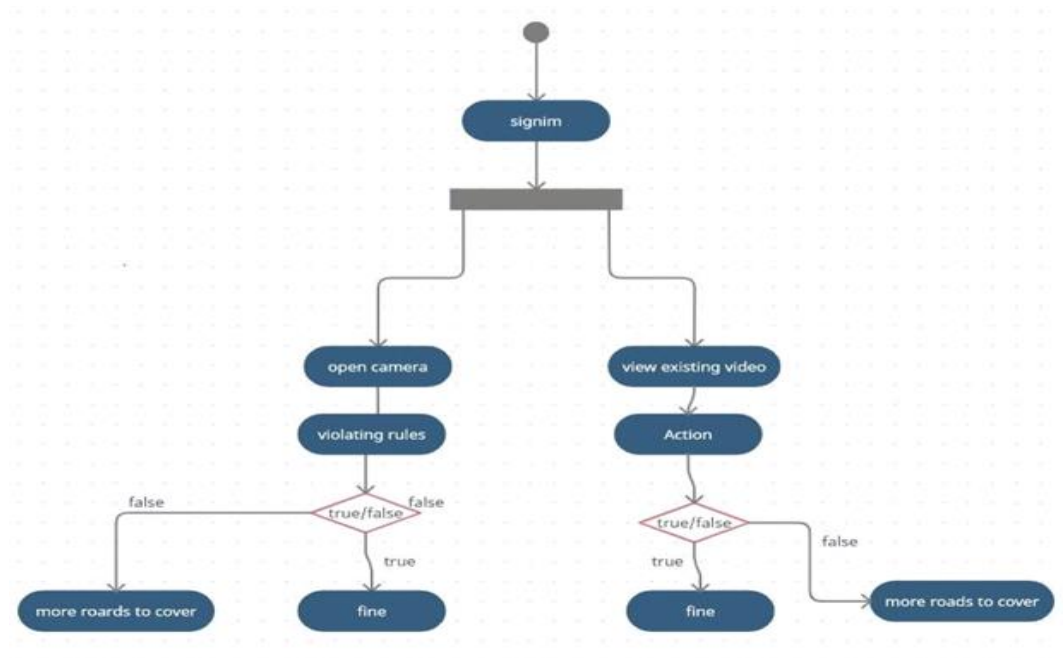 signim
open camera
view existing video
violating rules
Action
false
true/false
false
true/false
true
true
false
more roards to cover
fine
fine
more roads to cover